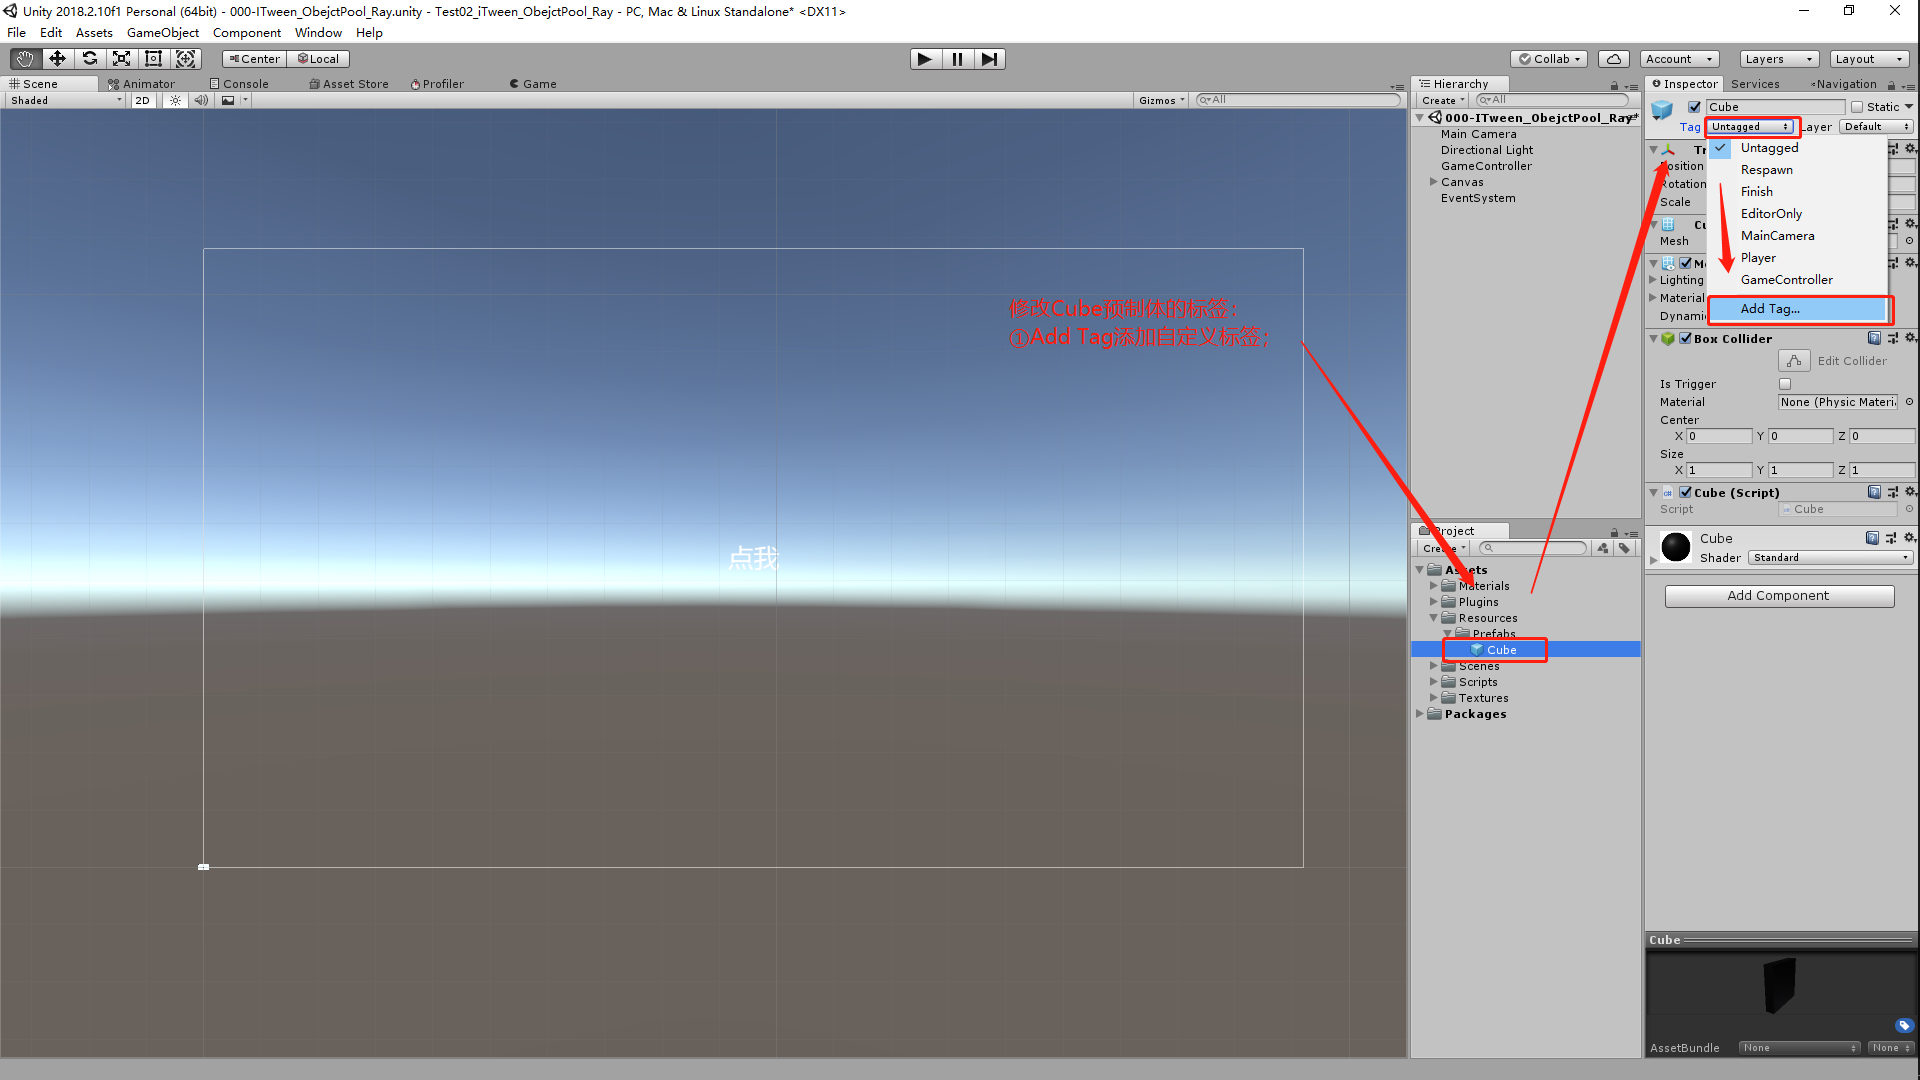 Unity 2018.2.10f1 Personal (64bit) - 000-ITween_ObejctPool_Ray.unity - Test02_iTween_ObejctPool_Ray - PC, Mac & Linux Standalone* <DX11>
File Edit Assets GameObject Component Window Help
Center Local
Collab Account Layers Layout
Scene Animator Console Asset Store Profiler Game
Shaded 2D Gizmos All
Hierarchy
Create All
000-ITween_ObejctPool_Ray*
Main Camera
Directional Light
GameController
Canvas
EventSystem
修改Cube预制体的标签:
①Add Tag添加自定义标签;
点我
Project
Create
Assets
Materials
Plugins
Resources
Prefabs
Cube
Scenes
Scripts
Textures
Packages
Inspector Services Navigation
Cube Static
Tag Untagged Layer Default
Untagged
Respawn
Finish
EditorOnly
MainCamera
Player
GameController
Add Tag...
Position
Rotation
Scale
Mesh
Lighting
Material
Box Collider
Edit Collider
Is Trigger
Material None (Physic Materi
Center
X 0 Y 0 Z 0
Size
X 1 Y 1 Z 1
Cube (Script)
Script Cube
Cube
Shader Standard
Add Component
Cube
AssetBundle None None